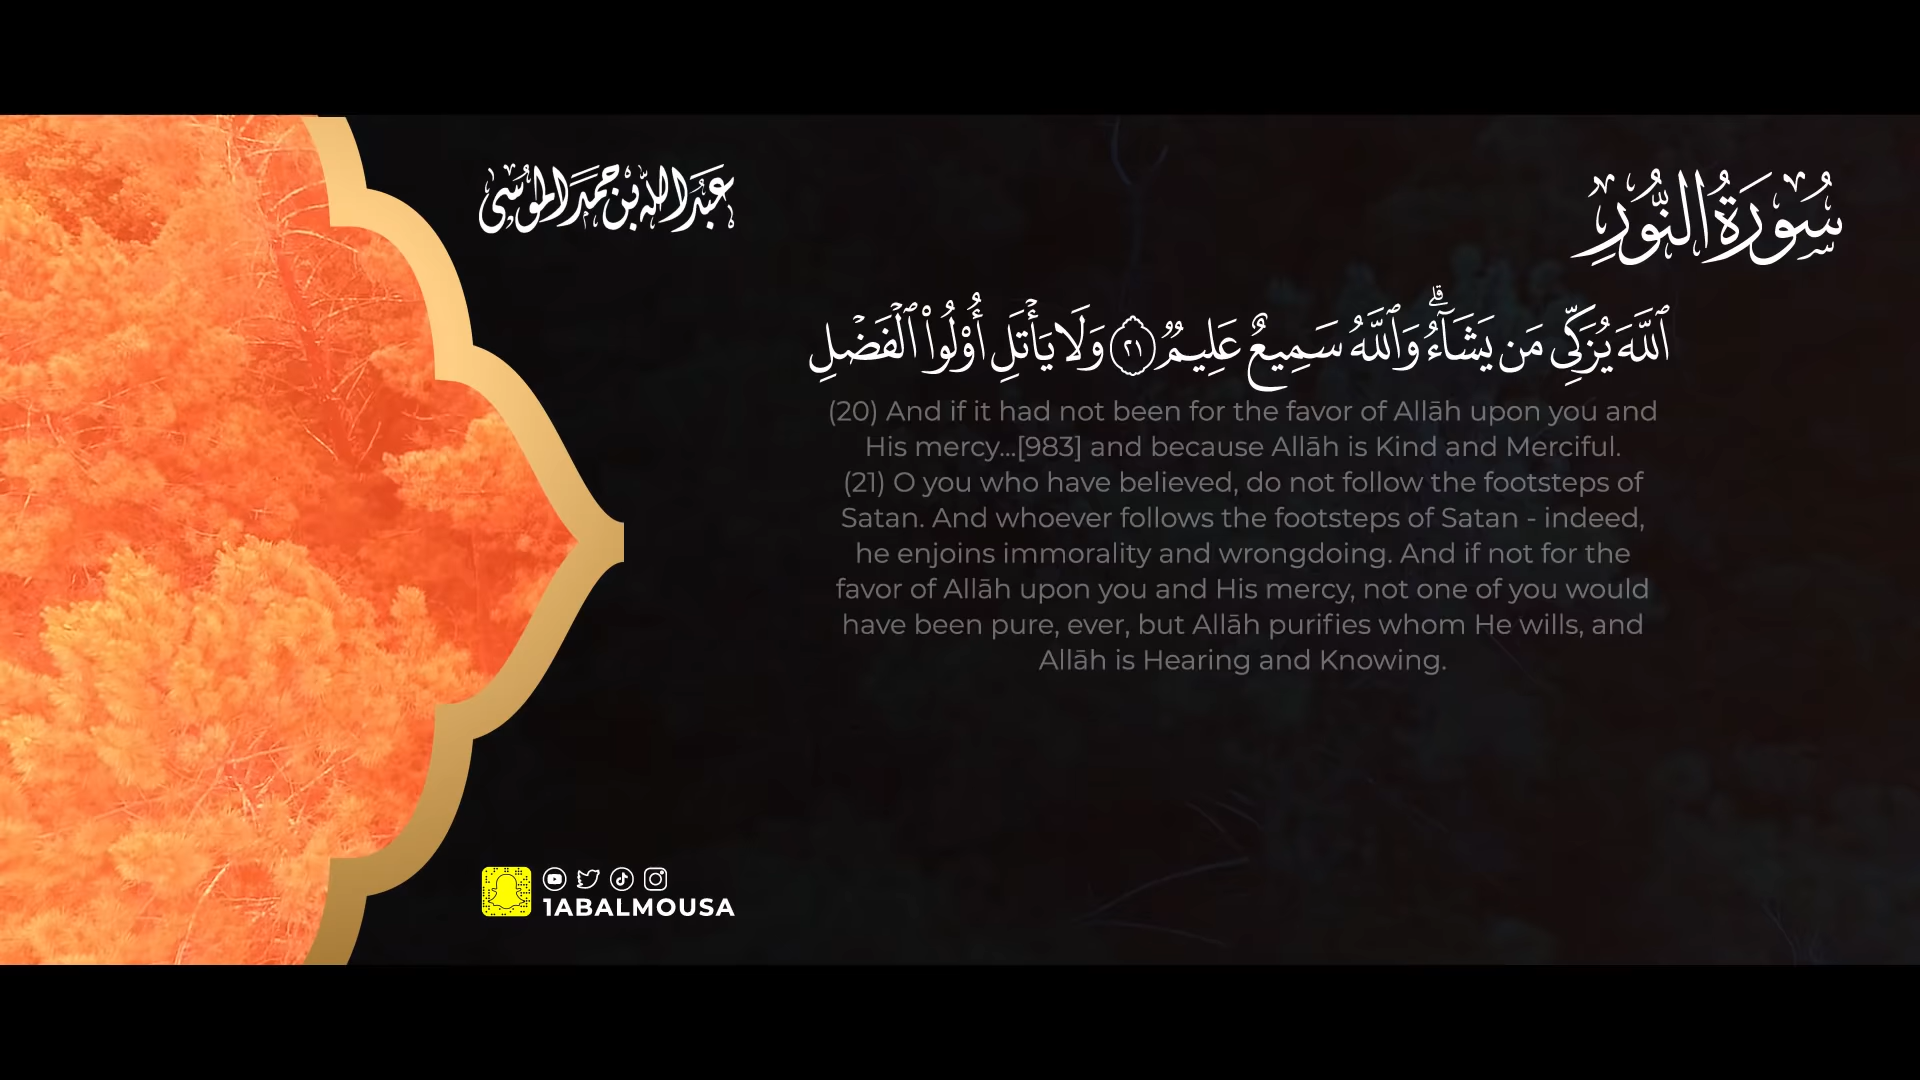 سُورَةُ النُّورِ
عَبْدُ اللهِ بْنِ حَمَدَ المُوسَى
ٱللَّهَ يُزَكِّى مَن يَشَآءُ ۗ وَٱللَّهُ سَمِيعٌ عَلِيمٌ ﴿٢١﴾ وَلَا يَأْتَلِ أُو۟لُوا۟ ٱلْفَضْلِ
(20) And if it had not been for the favor of Allāh upon you and
His mercy...[983] and because Allāh is Kind and Merciful.
(21) O you who have believed, do not follow the footsteps of
Satan. And whoever follows the footsteps of Satan - indeed,
he enjoins immorality and wrongdoing. And if not for the
favor of Allāh upon you and His mercy, not one of you would
have been pure, ever, but Allāh purifies whom He wills, and
Allāh is Hearing and Knowing.
1ABALMOUSA